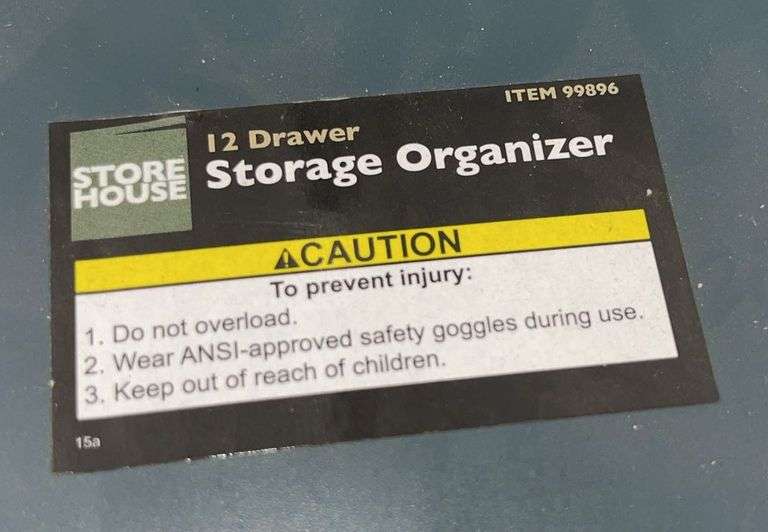 ITEM 99896
STORE
HOUSE
12 Drawer
Storage Organizer
⚠CAUTION
To prevent injury:
1. Do not overload.
2. Wear ANSI-approved safety goggles during use.
3. Keep out of reach of children.
15a